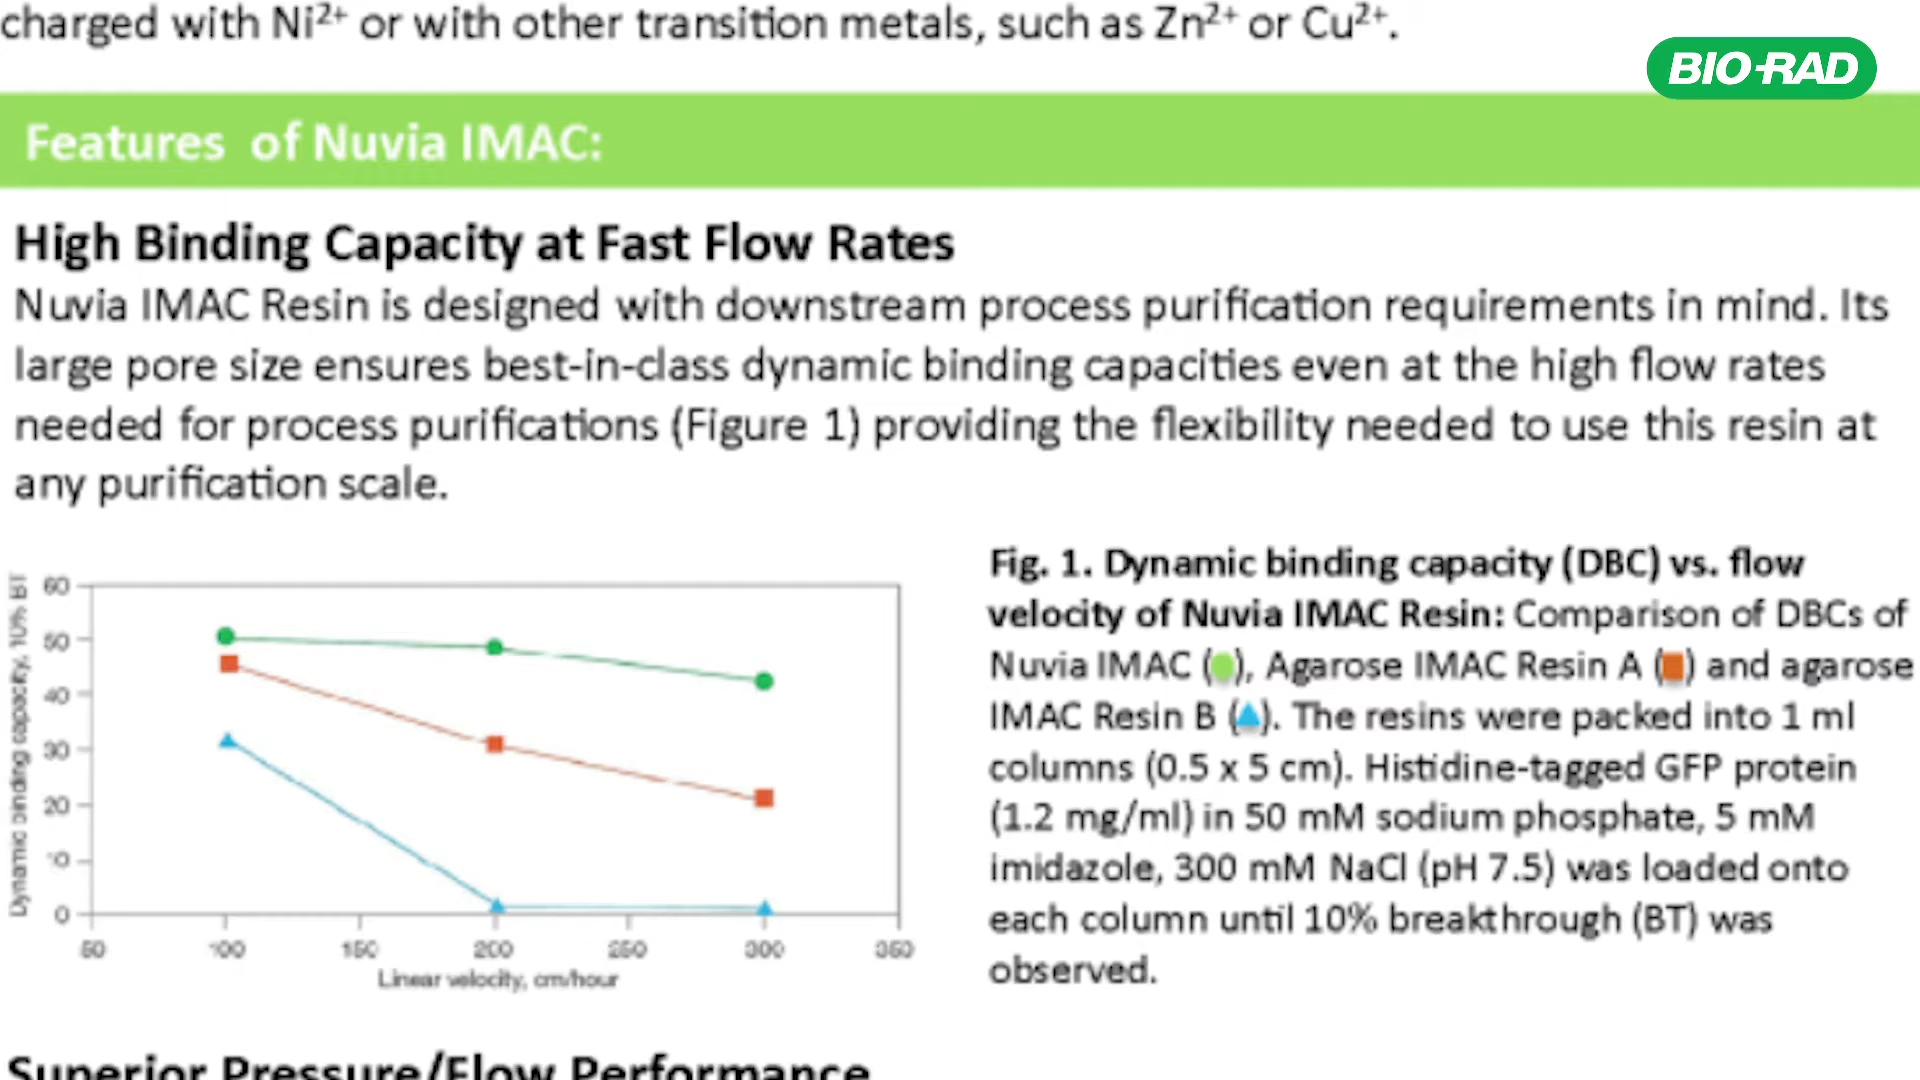 charged with Ni²⁺ or with other transition metals, such as Zn²⁺ or Cu²⁺.
BIO-RAD
Features of Nuvia IMAC:
High Binding Capacity at Fast Flow Rates
Nuvia IMAC Resin is designed with downstream process purification requirements in mind. Its
large pore size ensures best-in-class dynamic binding capacities even at the high flow rates
needed for process purifications (Figure 1) providing the flexibility needed to use this resin at
any purification scale.
Dynamic binding capacity, 10% BT
60
50
40
30
20
10
0
50 100 150 200 250 300 350
Linear velocity, cm/hour
Fig. 1. Dynamic binding capacity (DBC) vs. flow
velocity of Nuvia IMAC Resin: Comparison of DBCs of
Nuvia IMAC (●), Agarose IMAC Resin A (■) and agarose
IMAC Resin B (▲). The resins were packed into 1 ml
columns (0.5 x 5 cm). Histidine-tagged GFP protein
(1.2 mg/ml) in 50 mM sodium phosphate, 5 mM
imidazole, 300 mM NaCl (pH 7.5) was loaded onto
each column until 10% breakthrough (BT) was
observed.
Superior Pressure/Flow Performance